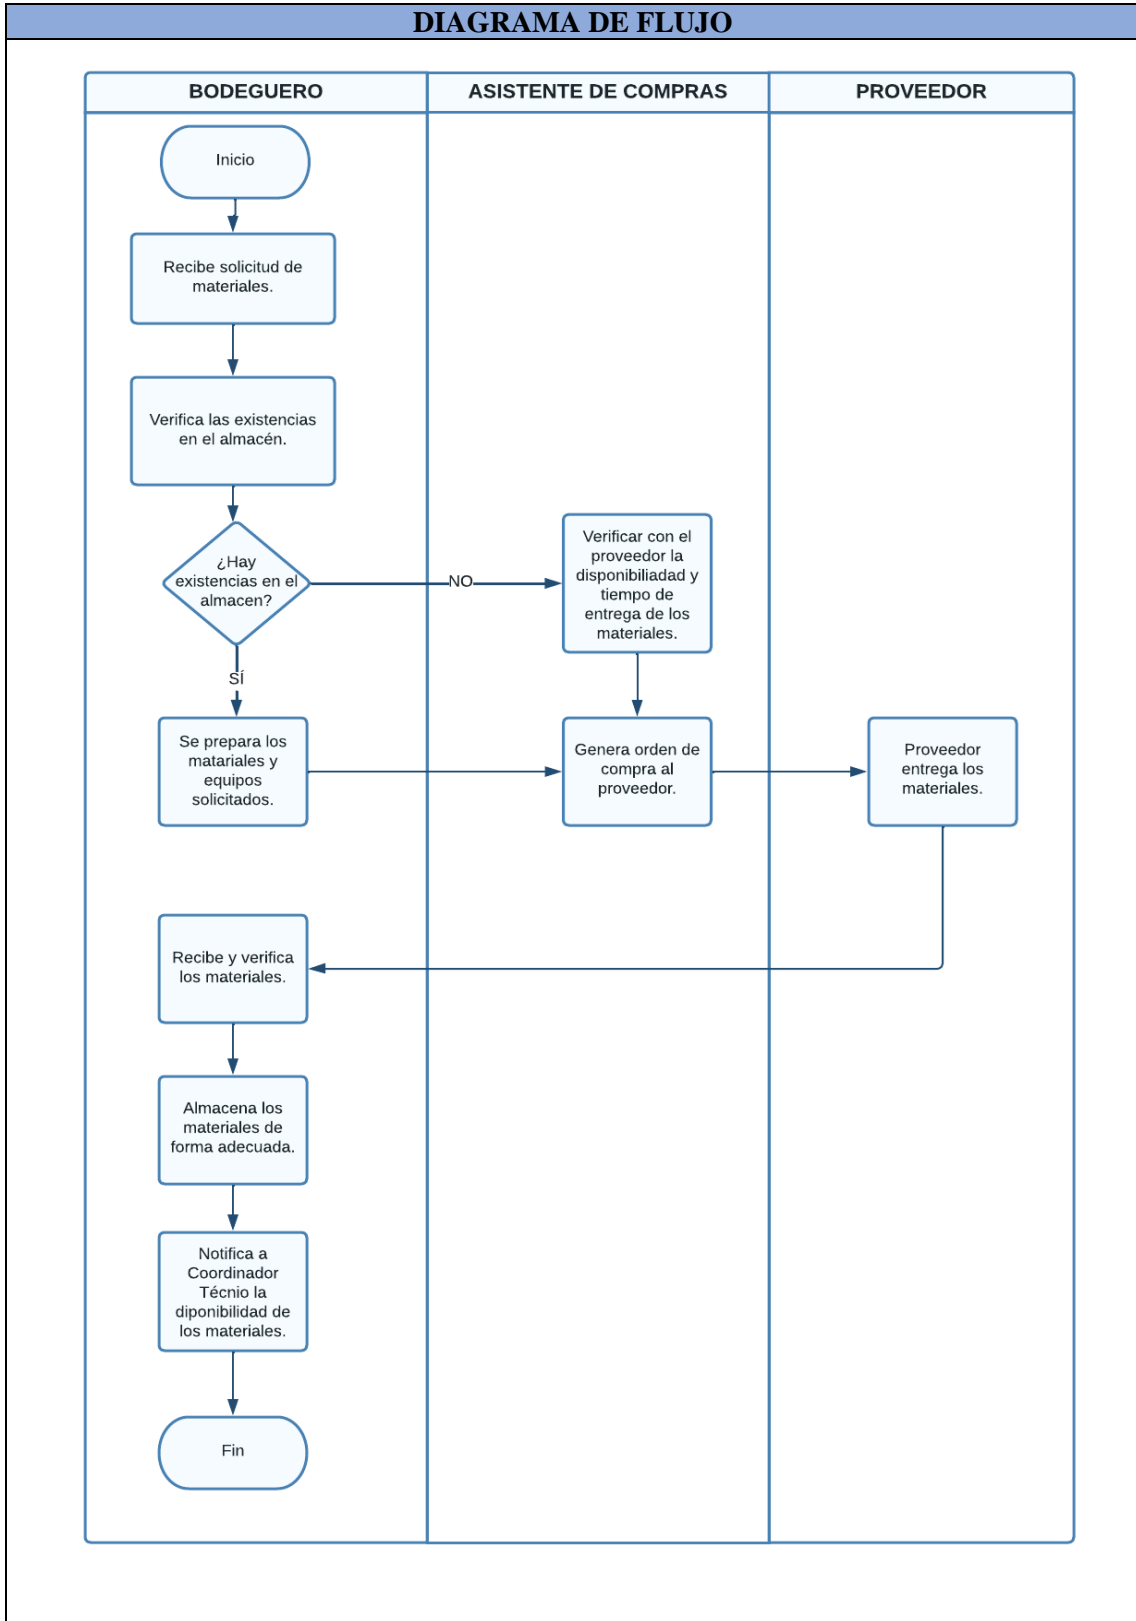 DIAGRAMA DE FLUJO
BODEGUERO
ASISTENTE DE COMPRAS
PROVEEDOR
Inicio
Recibe solicitud de
materiales.
Verifica las existencias
en el almacén.
¿Hay
existencias en el
almacen?
NO
Verificar con el
proveedor la
disponibiliadad y
tiempo de
entrega de los
materiales.
SÍ
Se prepara los
matariales y
equipos
solicitados.
Genera orden de
compra al
proveedor.
Proveedor
entrega los
materiales.
Recibe y verifica
los materiales.
Almacena los
materiales de
forma adecuada.
Notifica a
Coordinador
Técnio la
diponibilidad de
los materiales.
Fin